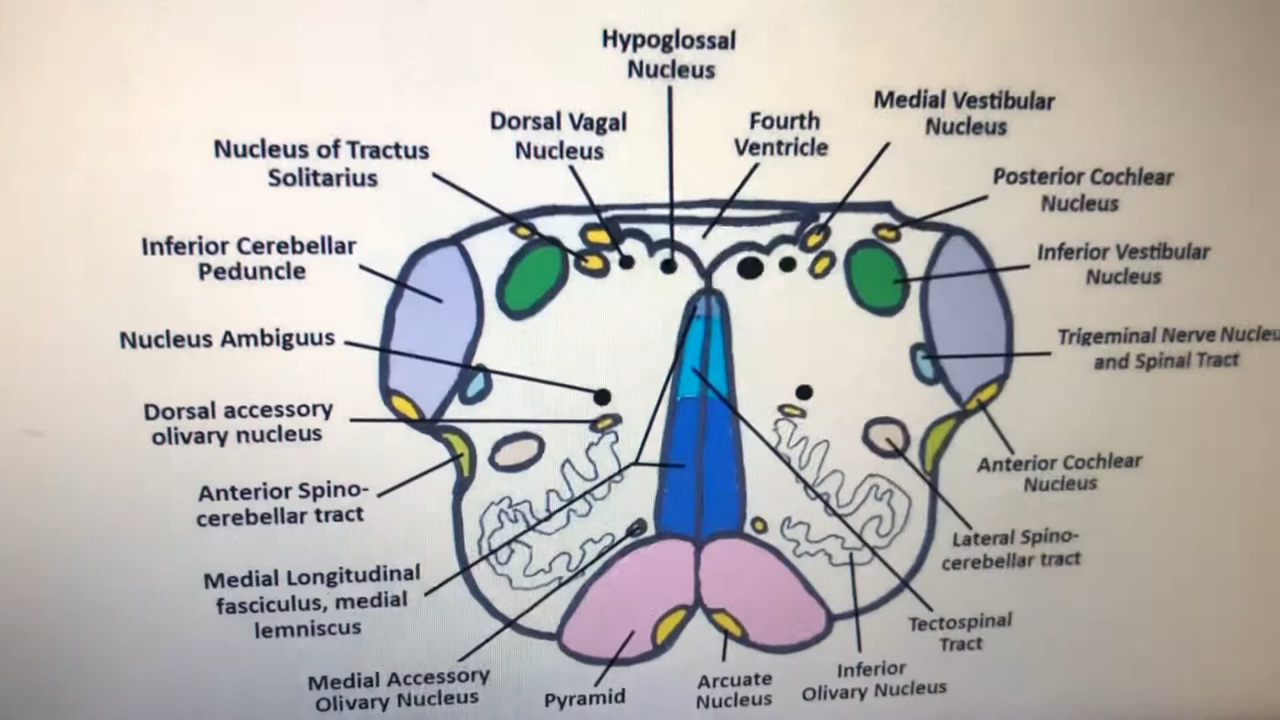 Hypoglossal
Nucleus
Dorsal Vagal
Nucleus
Fourth
Ventricle
Medial Vestibular
Nucleus
Nucleus of Tractus
Solitarius
Posterior Cochlear
Nucleus
Inferior Cerebellar
Peduncle
Inferior Vestibular
Nucleus
Nucleus Ambiguus
Trigeminal Nerve Nucleu
and Spinal Tract
Dorsal accessory
olivary nucleus
Anterior Cochlear
Nucleus
Anterior Spino-
cerebellar tract
Lateral Spino-
cerebellar tract
Medial Longitudinal
fasciculus, medial
lemniscus
Tectospinal
Tract
Medial Accessory
Olivary Nucleus
Pyramid
Arcuate
Nucleus
Inferior
Olivary Nucleus